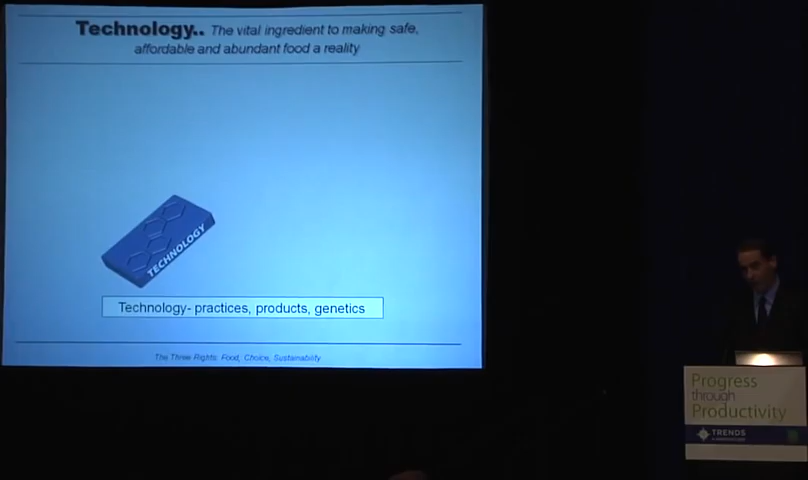 Technology.. The vital ingredient to making safe,
affordable and abundant food a reality
TECHNOLOGY
Technology- practices, products, genetics
The Three Rights: Food, Choice, Sustainability
Progress
through
Productivity
TRENDS